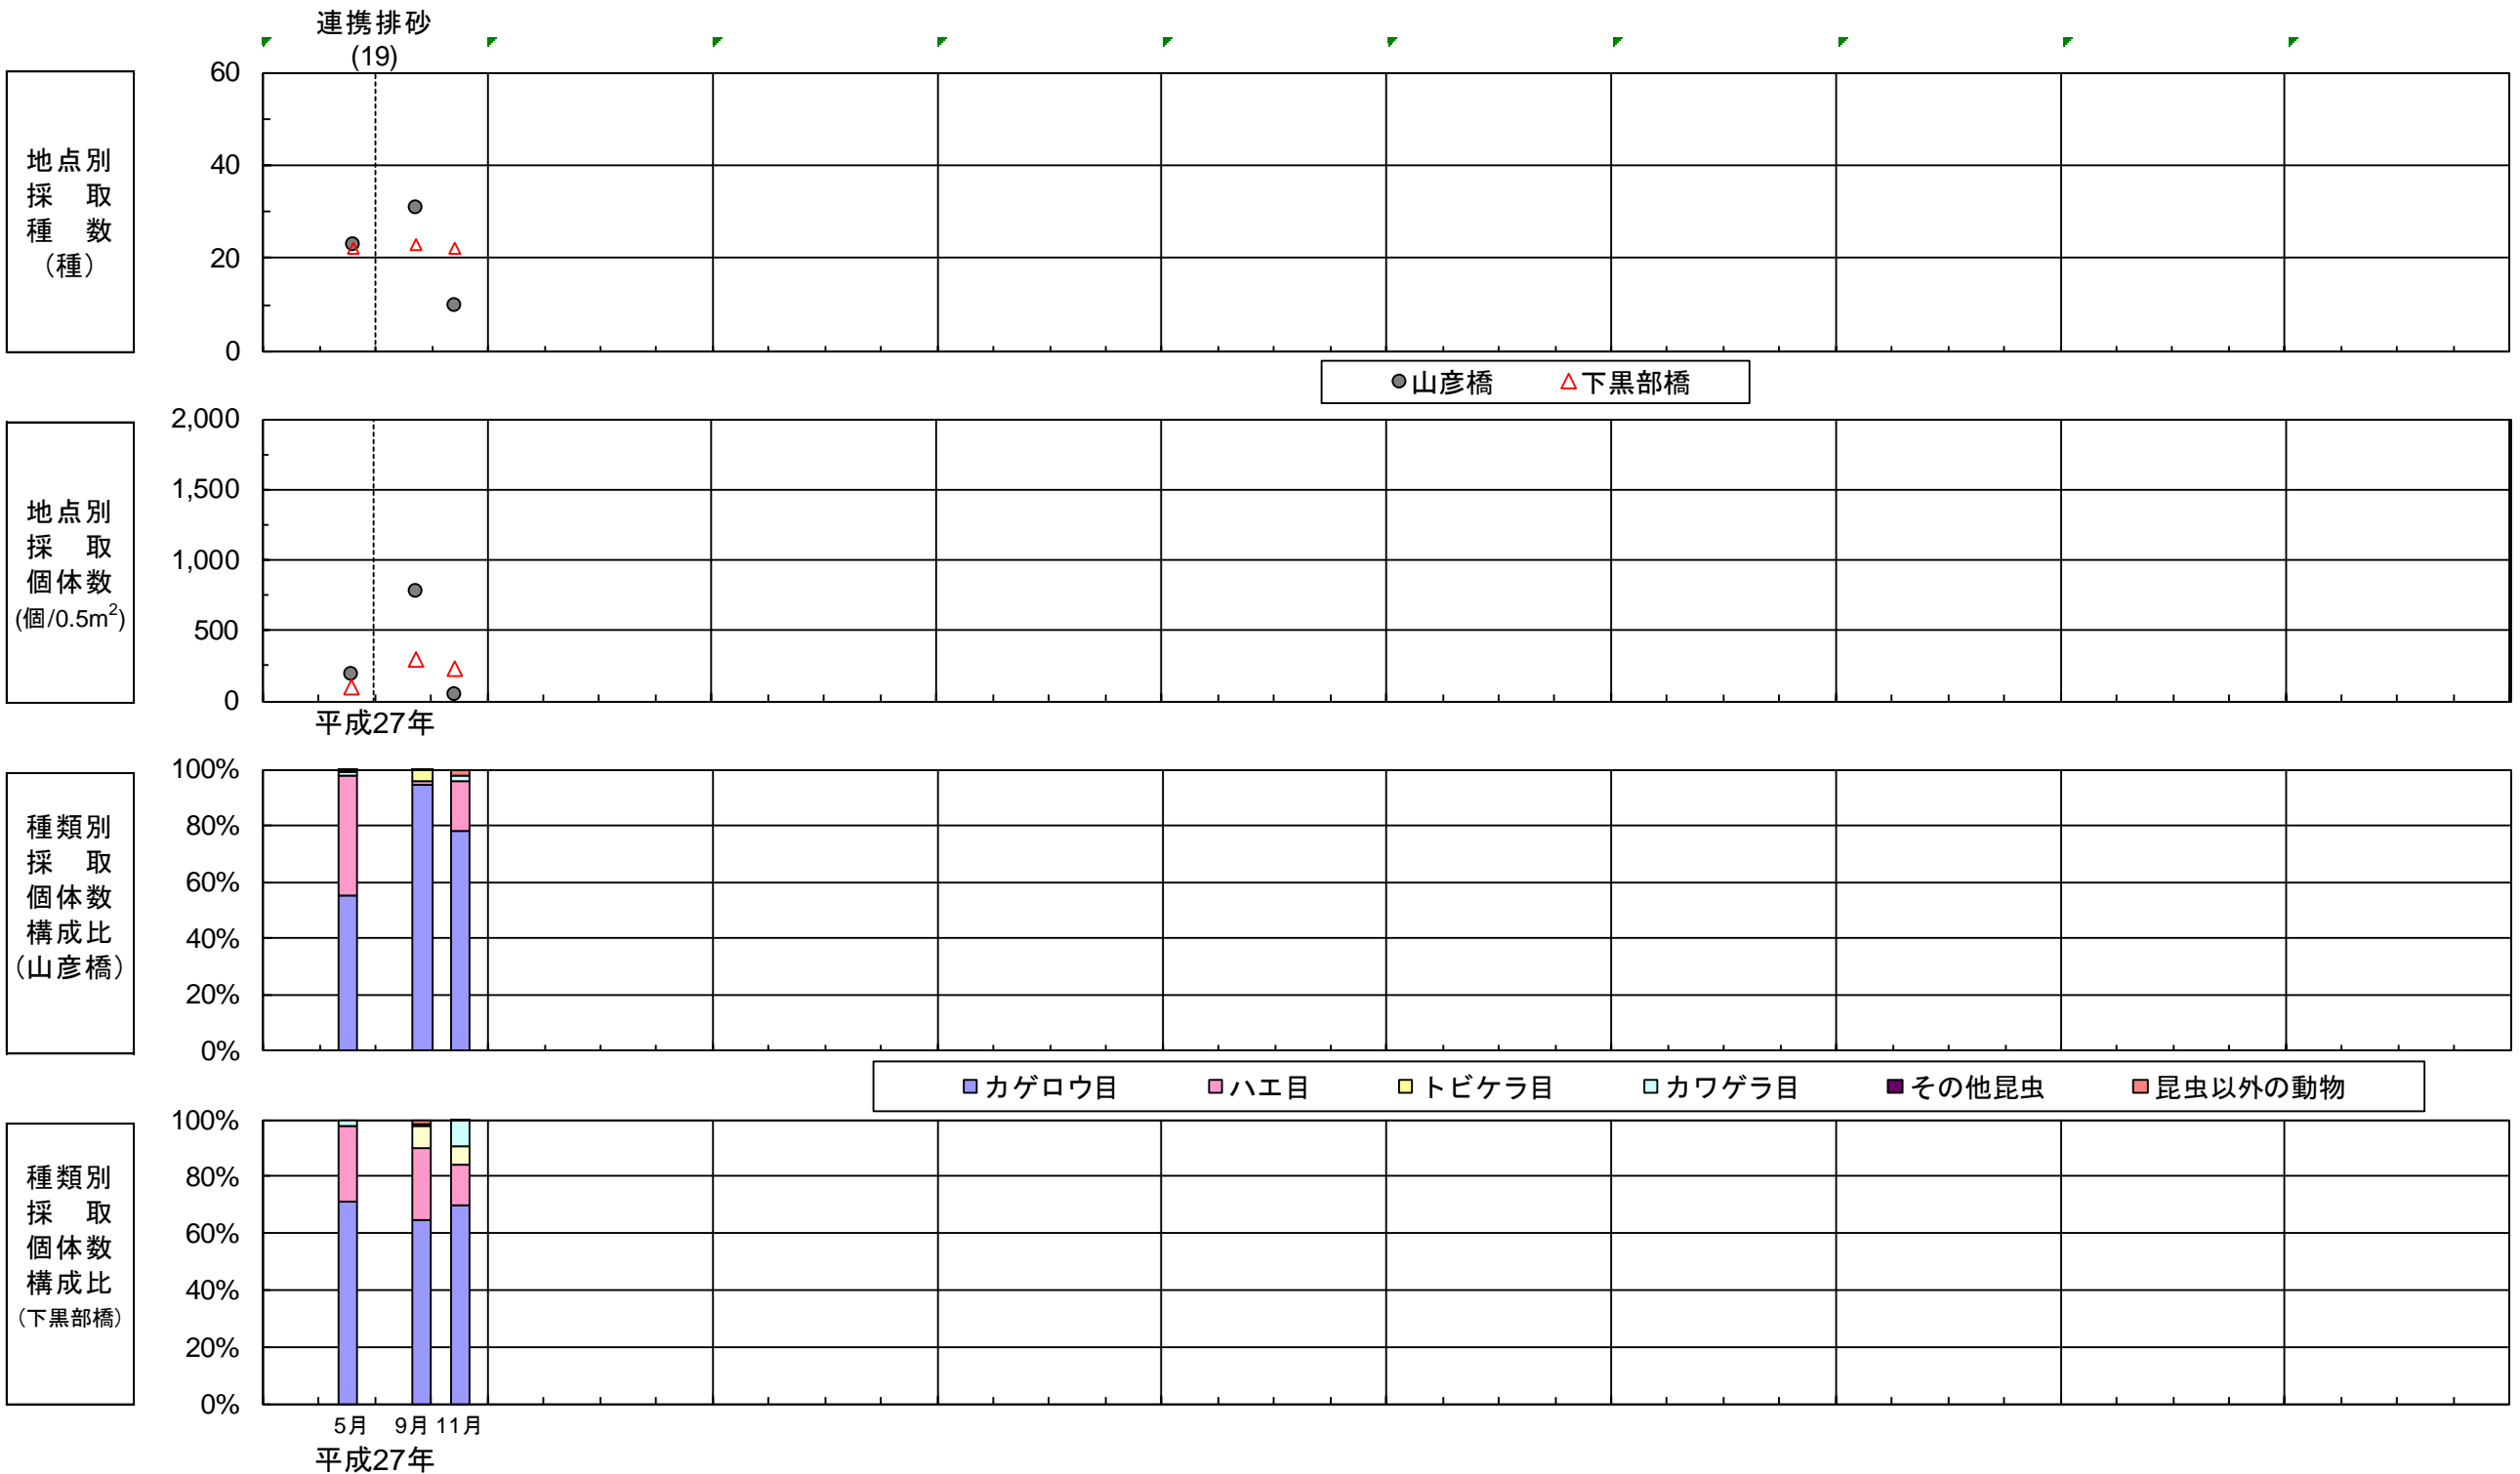 連携排砂
(19)
地点別
採　取
種　数
（種）
60
40
20
0
山彦橋 下黒部橋
地点別
採　取
個体数
(個/0.5m²)
2,000
1,500
1,000
500
0
平成27年
種類別
採　取
個体数
構成比
（山彦橋）
100%
80%
60%
40%
20%
0%
カゲロウ目 ハエ目 トビケラ目 カワゲラ目 その他昆虫 昆虫以外の動物
種類別
採　取
個体数
構成比
（下黒部橋）
100%
80%
60%
40%
20%
0%
5月 9月 11月
平成27年